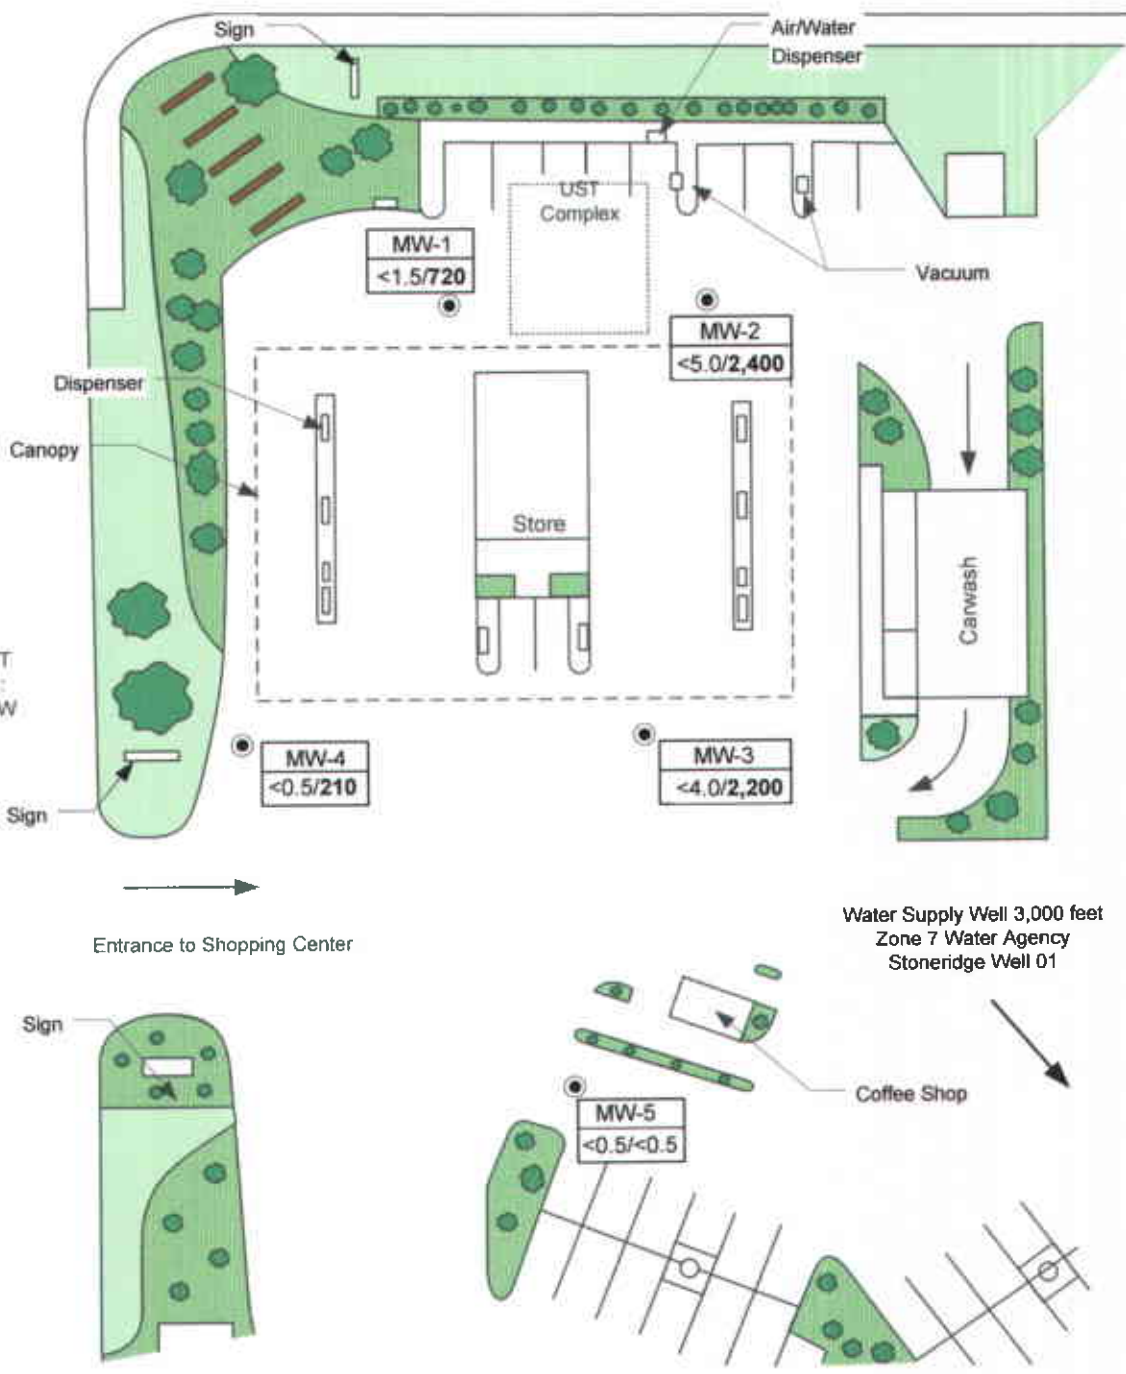 Sign
Air/Water
Dispenser
UST
Complex
MW-1
<1.5/720
Vacuum
MW-2
<5.0/2,400
Dispenser
Canopy
Store
Carwash
T
W
MW-4
<0.5/210
MW-3
<4.0/2,200
Sign
Entrance to Shopping Center
Water Supply Well 3,000 feet
Zone 7 Water Agency
Stoneridge Well 01
Sign
Coffee Shop
MW-5
<0.5/<0.5